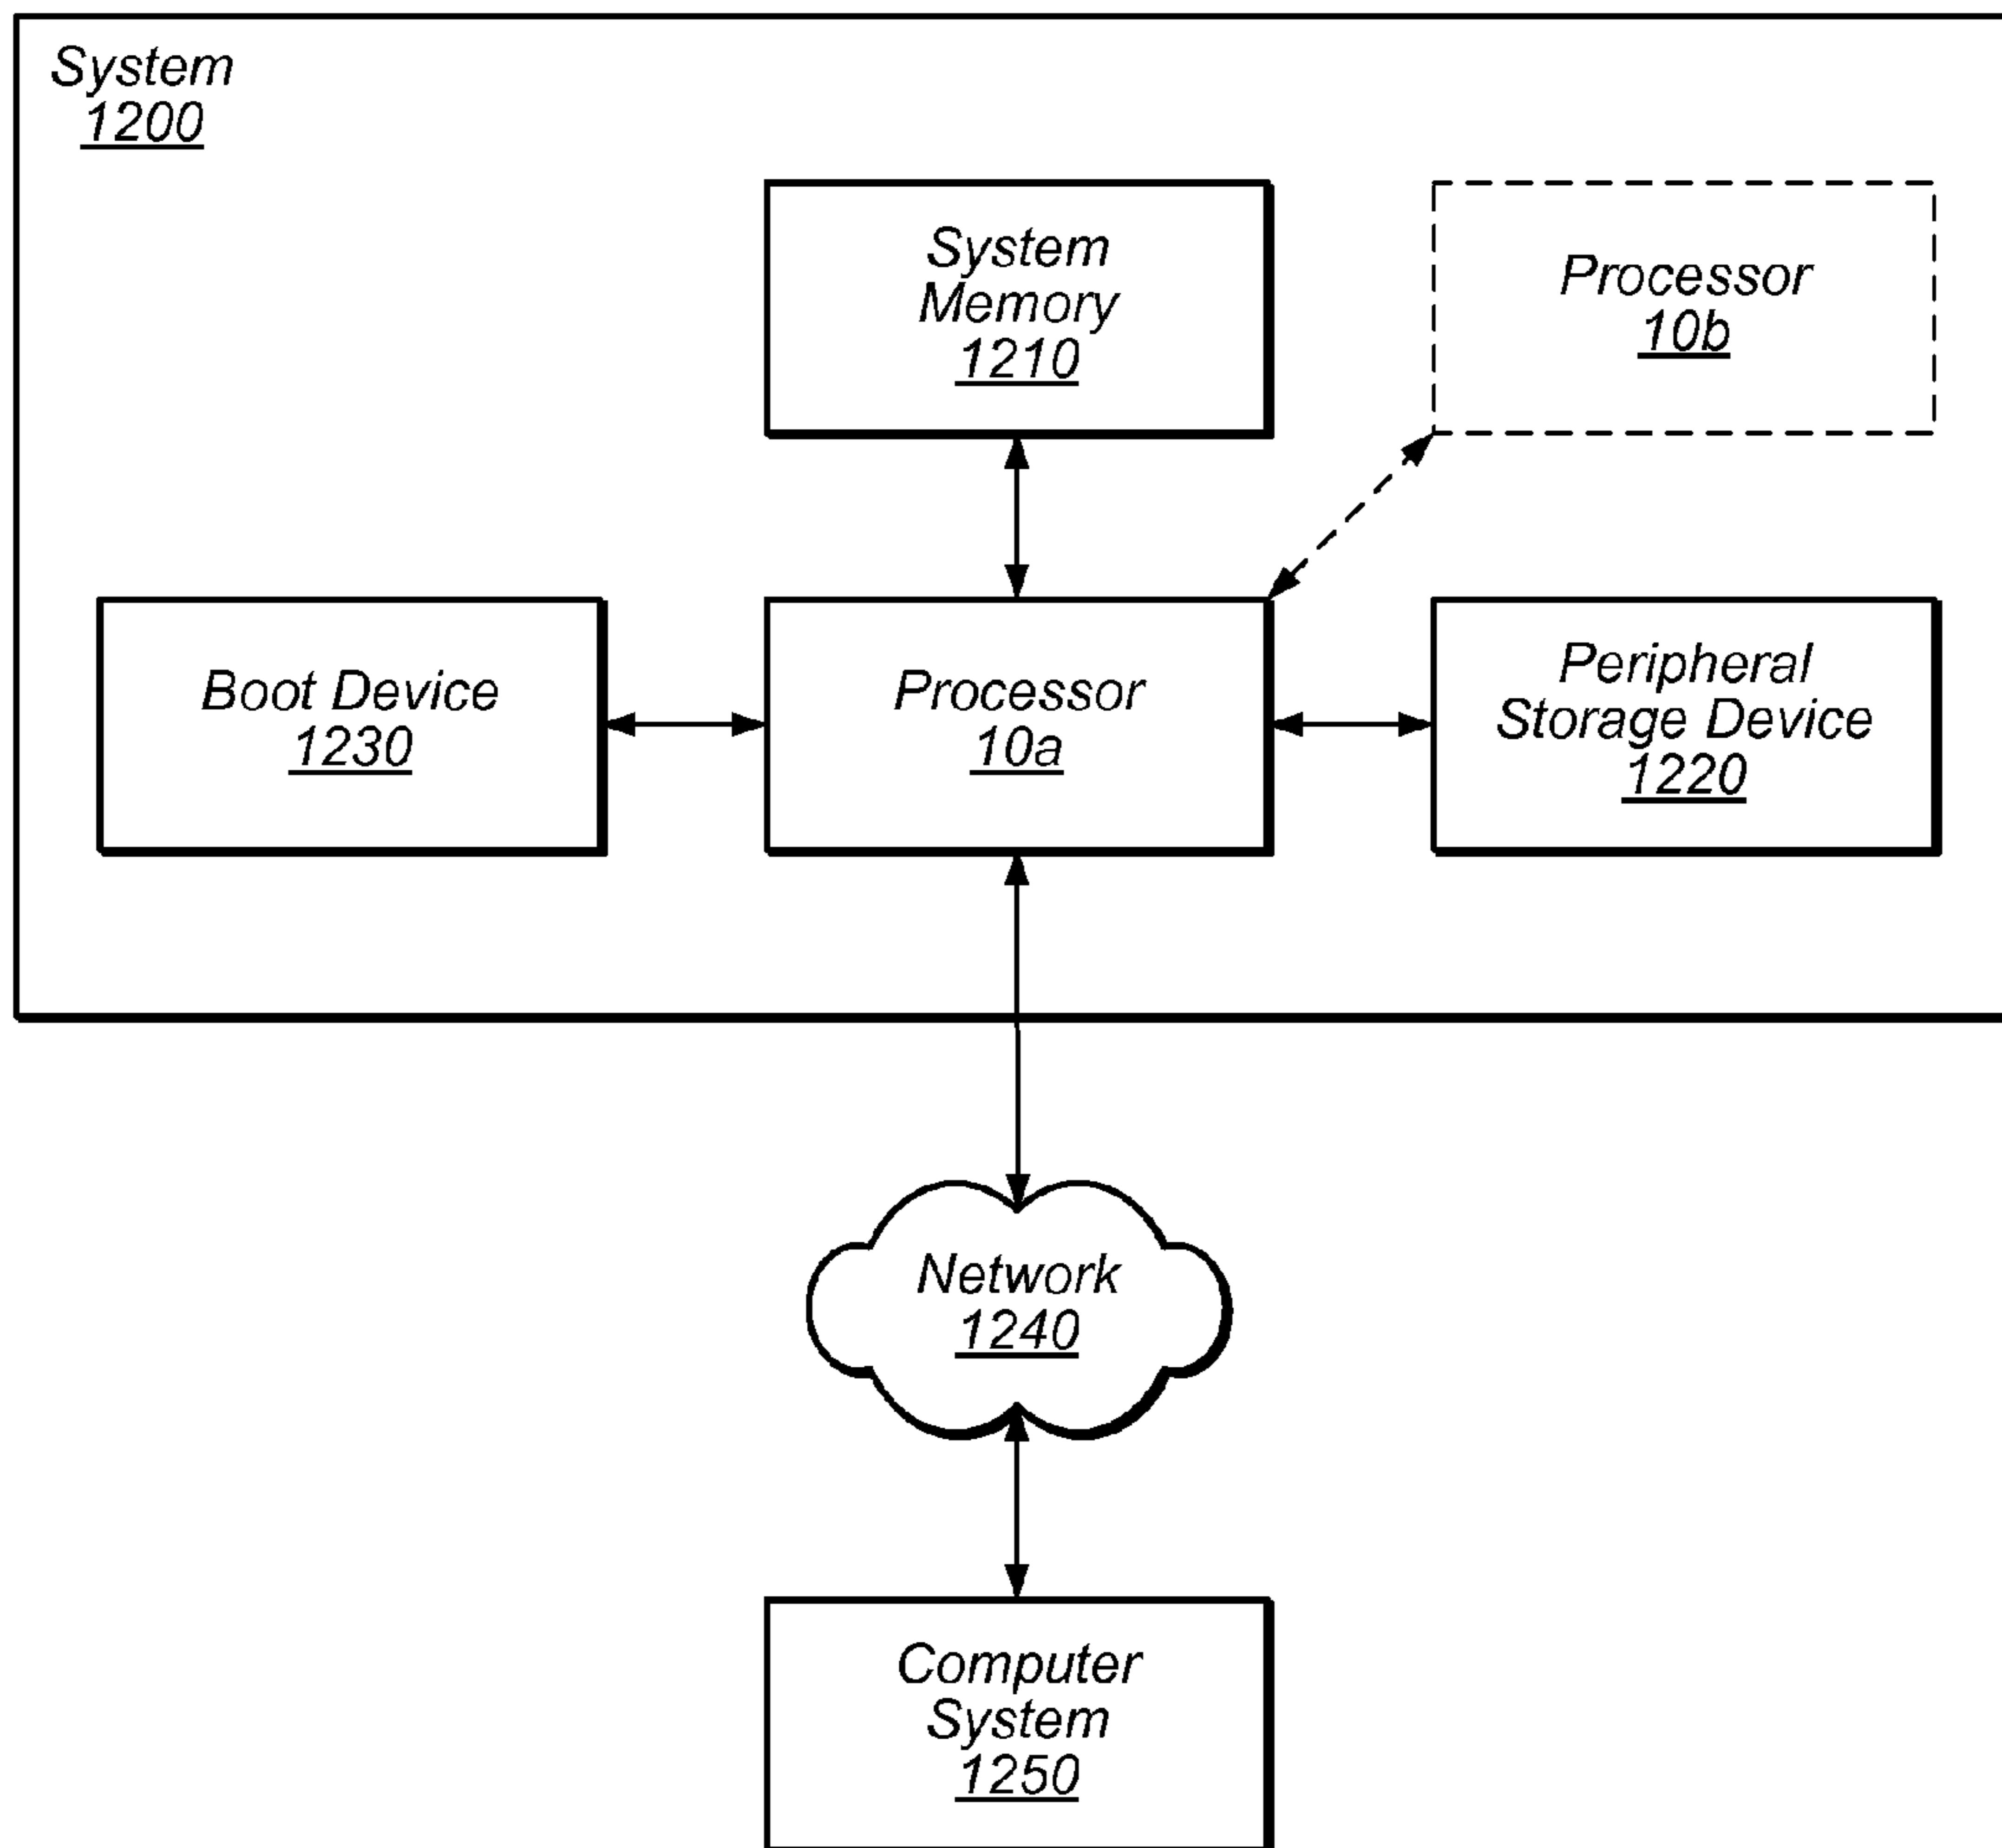 System
1200
System
Memory
1210
Processor
10b
Boot Device
1230
Processor
10a
Peripheral
Storage Device
1220
Network
1240
Computer
System
1250